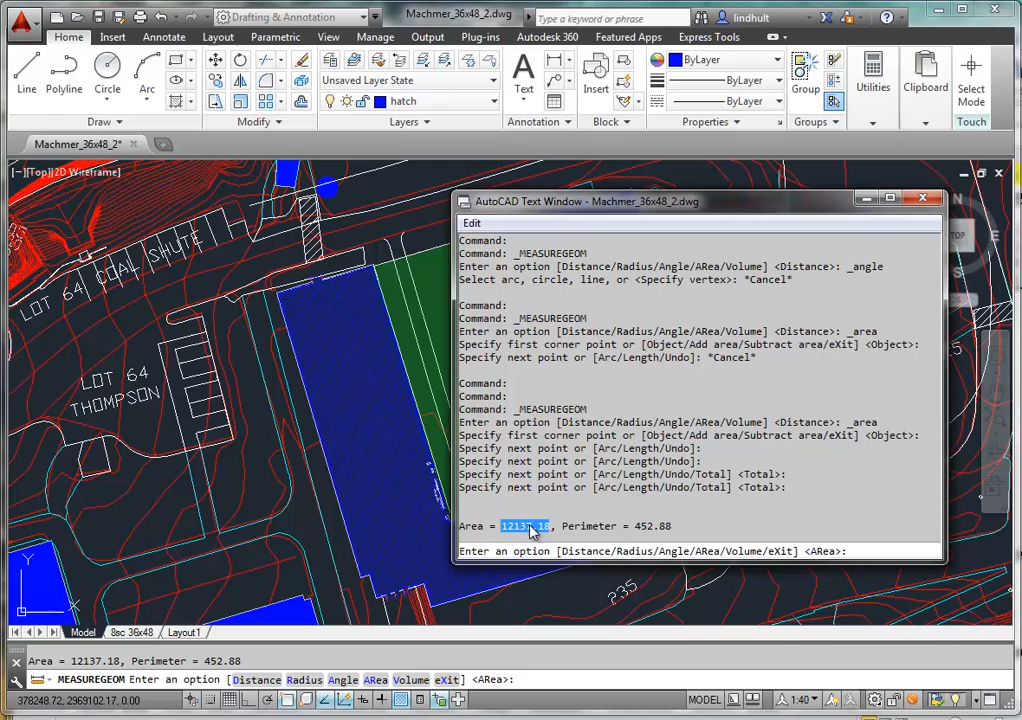 Drafting & Annotation
Machmer_36x48_2.dwg
Type a keyword or phrase
lindhult
Home Insert Annotate Layout Parametric View Manage Output Plug-ins Autodesk 360 Featured Apps Express Tools
Line Polyline Circle Arc
Unsaved Layer State
hatch
Text
Insert
ByLayer
ByLayer
ByLayer
Group Utilities Clipboard Select Mode
Draw Modify Layers Annotation Block Properties Groups Touch
Machmer_36x48_2*
[−][Top][2D Wireframe]
LOT 64 COAL SHUTE
LOT 64
THOMPSON
235
N
TOP
E
S
Y
X
AutoCAD Text Window - Machmer_36x48_2.dwg
Edit
Command:
Command: _MEASUREGEOM
Enter an option [Distance/Radius/Angle/ARea/Volume] <Distance>: _angle
Select arc, circle, line, or <Specify vertex>: *Cancel*
Command:
Command: _MEASUREGEOM
Enter an option [Distance/Radius/Angle/ARea/Volume] <Distance>: _area
Specify first corner point or [Object/Add area/Subtract area/eXit] <Object>:
Specify next point or [Arc/Length/Undo]: *Cancel*
Command:
Command:
Command: _MEASUREGEOM
Enter an option [Distance/Radius/Angle/ARea/Volume] <Distance>: _area
Specify first corner point or [Object/Add area/Subtract area/eXit] <Object>:
Specify next point or [Arc/Length/Undo]:
Specify next point or [Arc/Length/Undo]:
Specify next point or [Arc/Length/Undo/Total] <Total>:
Specify next point or [Arc/Length/Undo/Total] <Total>:
Area = 12137.18, Perimeter = 452.88
Enter an option [Distance/Radius/Angle/ARea/Volume/eXit] <ARea>:
Model 8sc 36x48 Layout1
Area = 12137.18, Perimeter = 452.88
MEASUREGEOM Enter an option [Distance Radius Angle ARea Volume eXit] <ARea>:
378248.72, 2969102.17, 0.00
MODEL
1:40